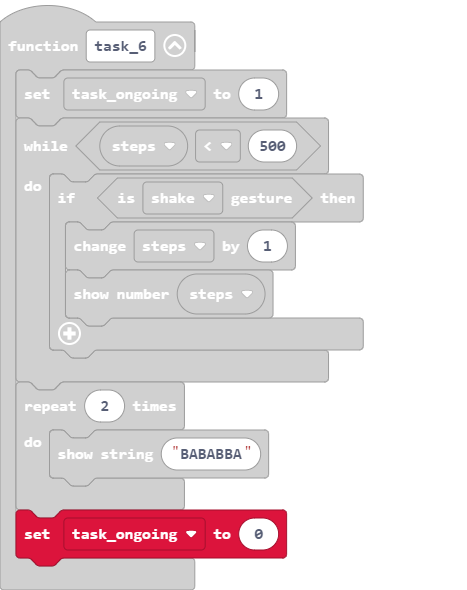 function task_6
set task_ongoing to 1
while steps < 500
do
if is shake gesture then
change steps by 1
show number steps
repeat 2 times
do
show string "BABABBA"
set task_ongoing to 0